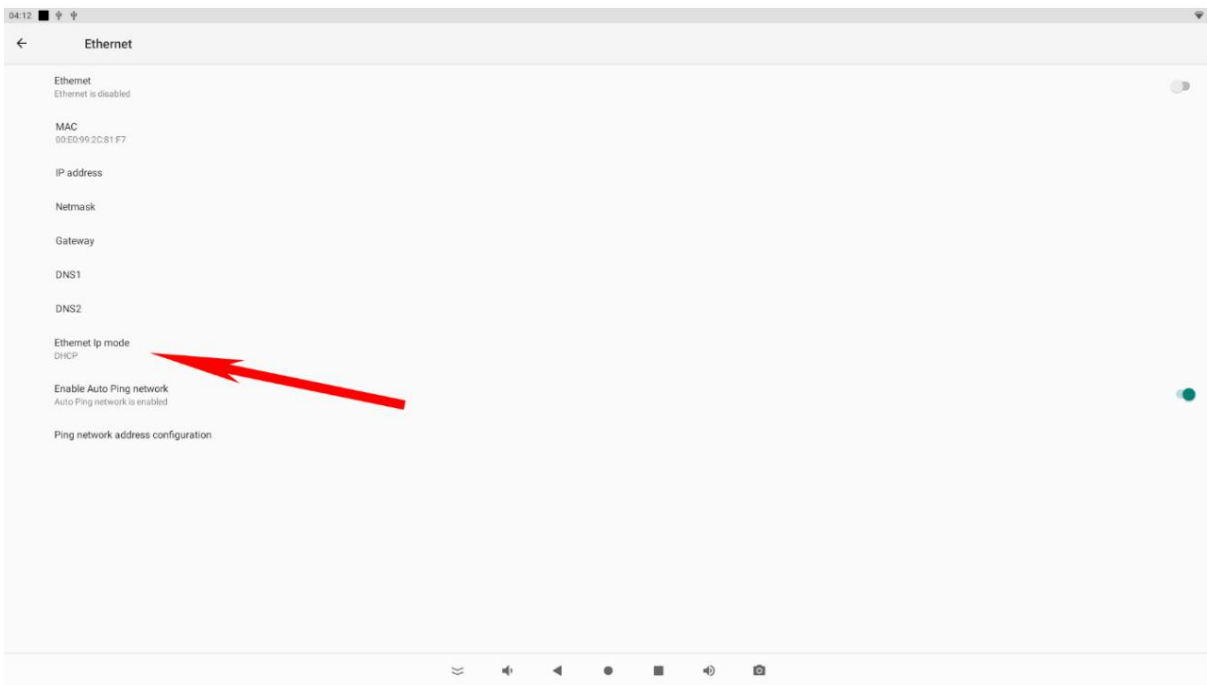 04:12
Ethernet
Ethernet
Ethernet is disabled
MAC
00:E0:99:2C:81:F7
IP address
Netmask
Gateway
DNS1
DNS2
Ethernet Ip mode
DHCP
Enable Auto Ping network
Auto Ping network is enabled
Ping network address configuration